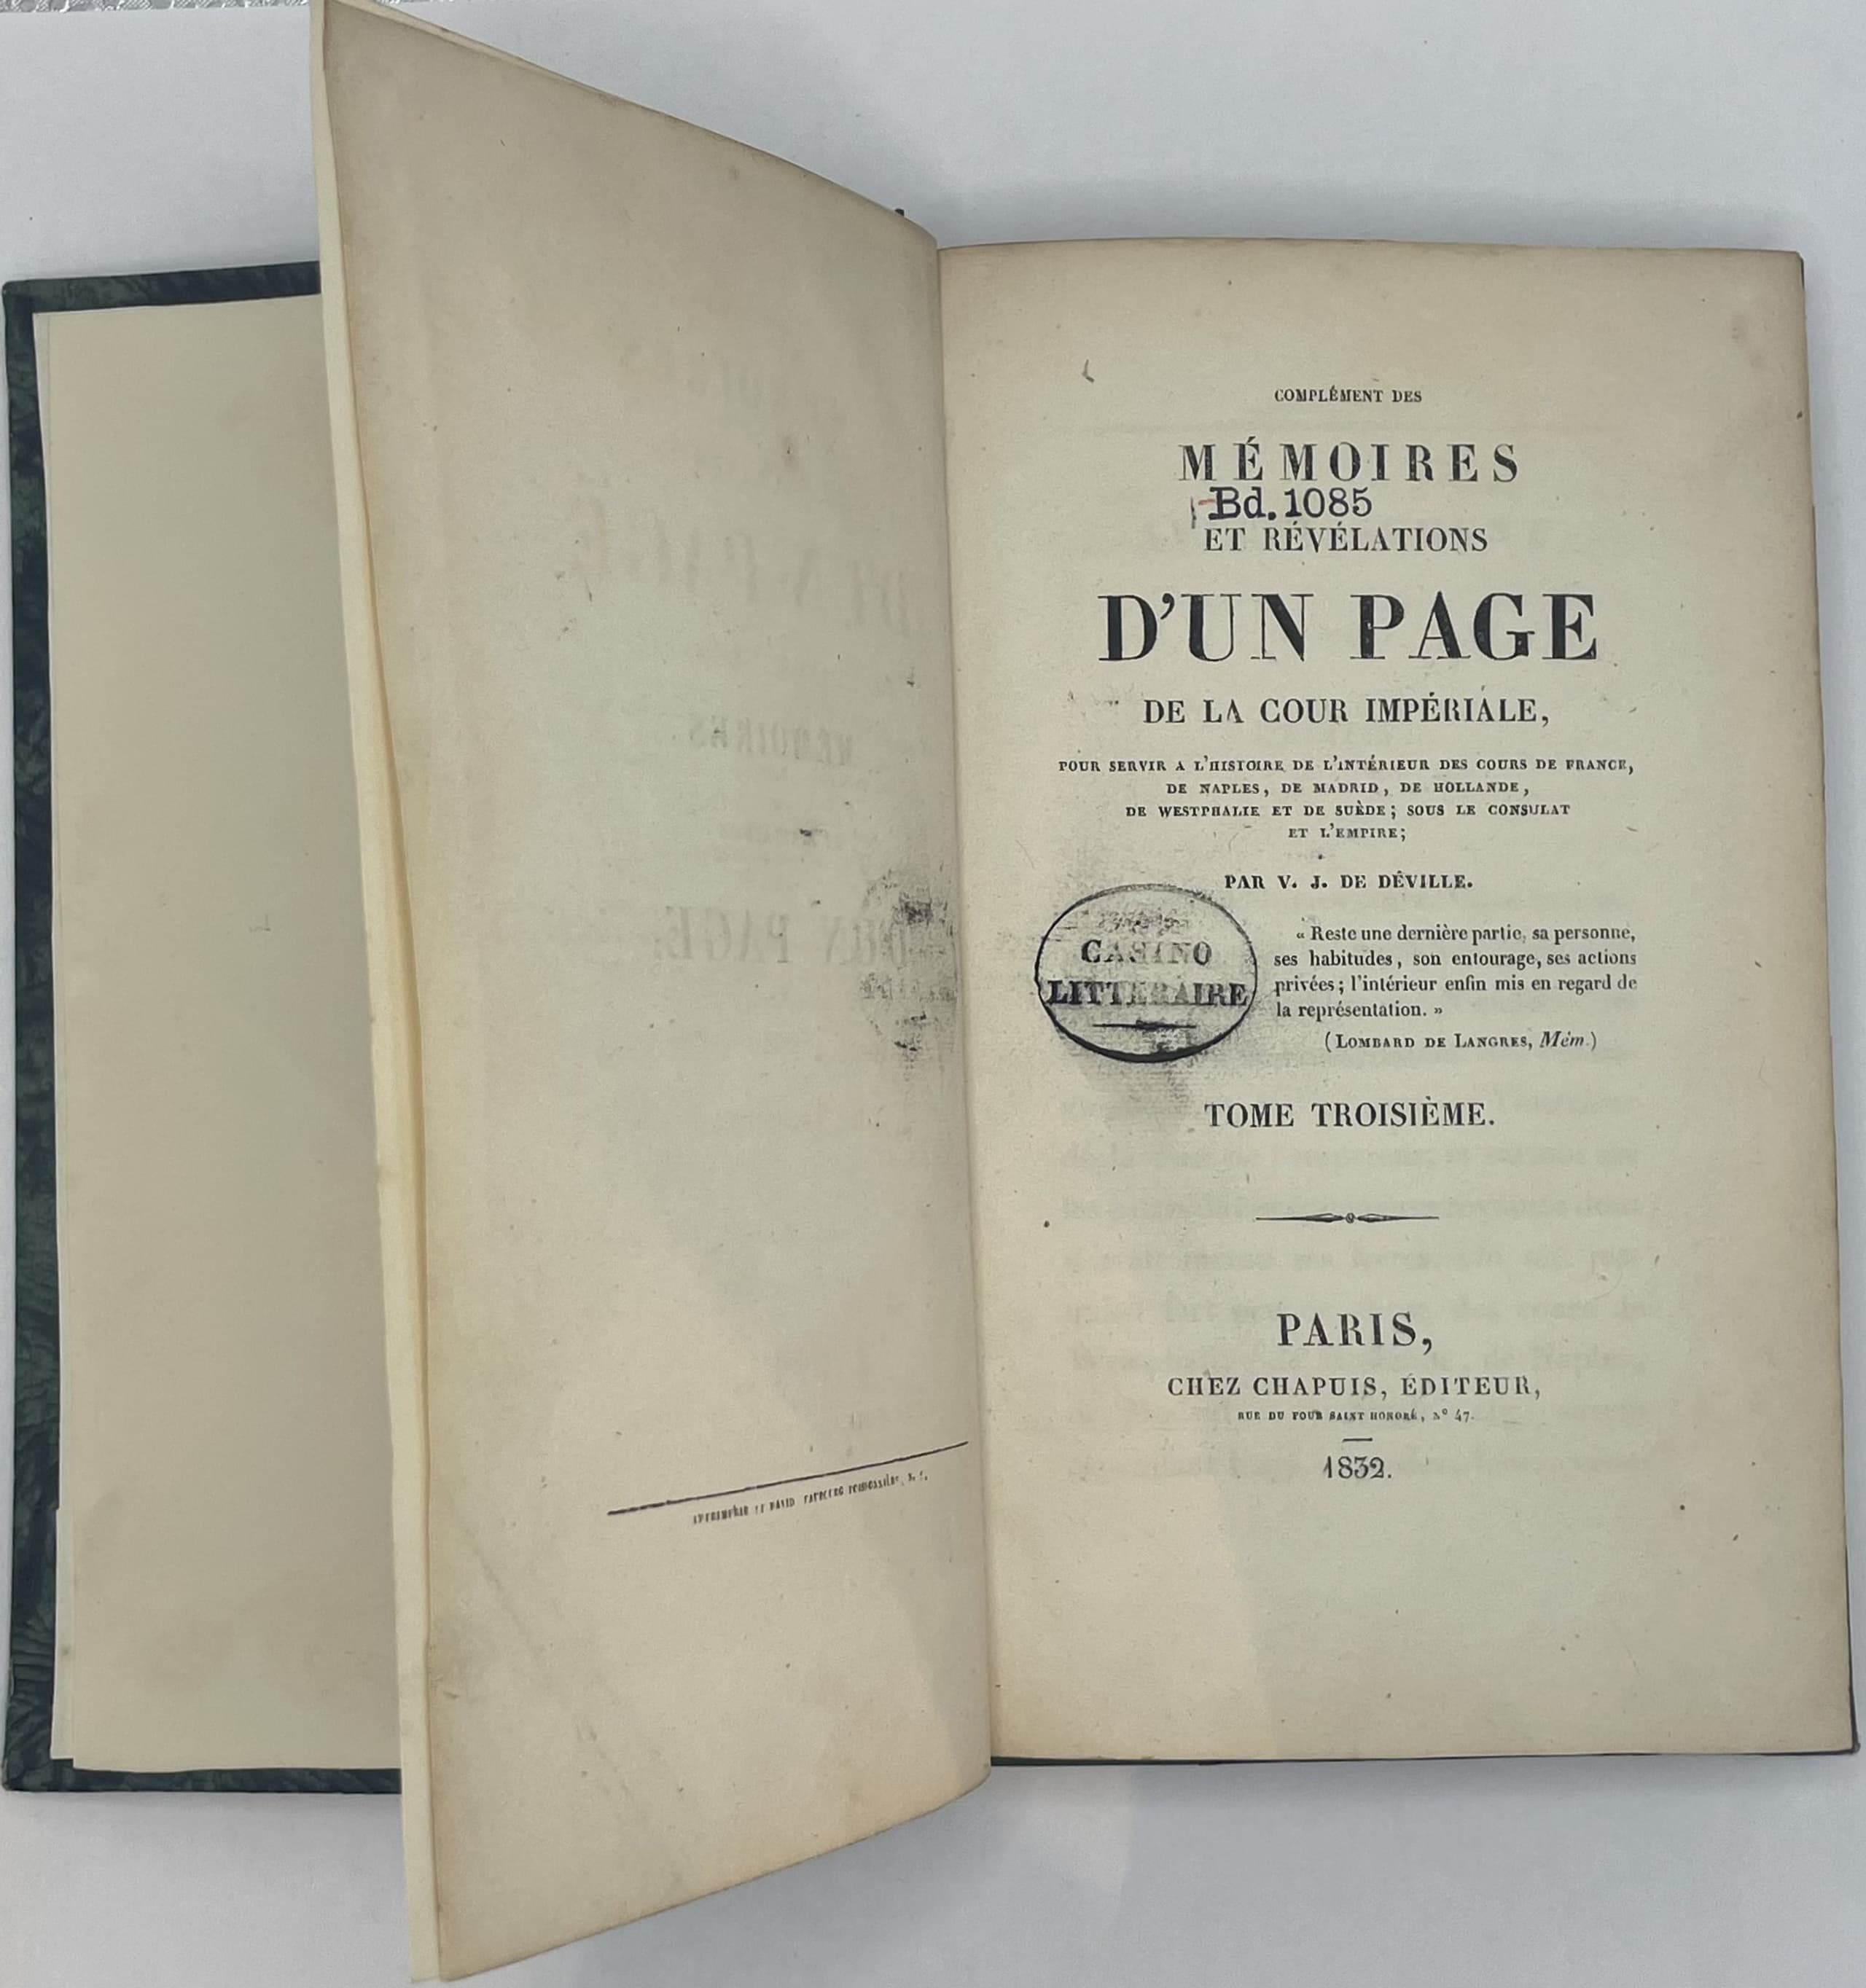 COMPLÉMENT DES
MÉMOIRES
Bd. 1085
ET RÉVÉLATIONS
D'UN PAGE
DE LA COUR IMPÉRIALE,
POUR SERVIR A L'HISTOIRE DE L'INTÉRIEUR DES COURS DE FRANCE,
DE NAPLES, DE MADRID, DE HOLLANDE,
DE WESTPHALIE ET DE SUÈDE; SOUS LE CONSULAT
ET L'EMPIRE;
PAR V. J. DE DÉVILLE.
CASINO
LITTÉRAIRE
« Reste une dernière partie, sa personne,
ses habitudes, son entourage, ses actions
privées; l'intérieur enfin mis en regard de
la représentation. »
(LOMBARD DE LANGRES, Mém.)
TOME TROISIÈME.
PARIS,
CHEZ CHAPUIS, ÉDITEUR,
RUE DU FOUR SAINT HONORÉ, N° 47.
1832.